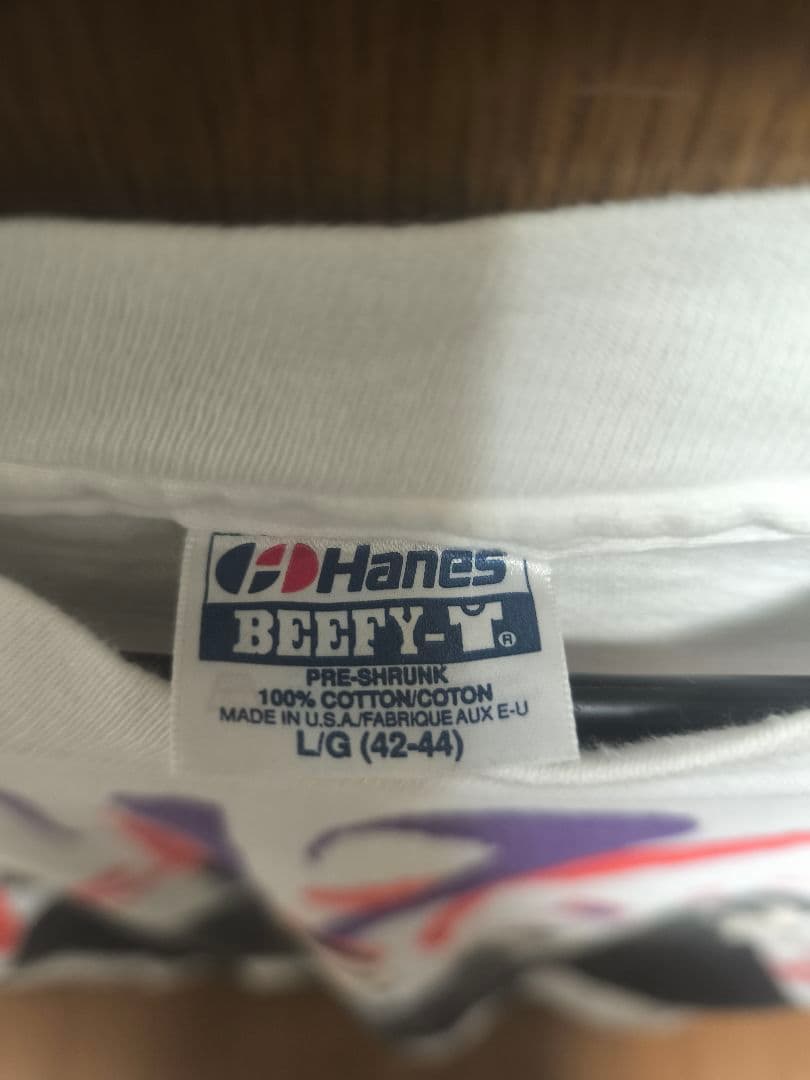 Hanes
BEEFY-T®
PRE-SHRUNK
100% COTTON/COTON
MADE IN U.S.A./FABRIQUE AUX E-U
L/G (42-44)